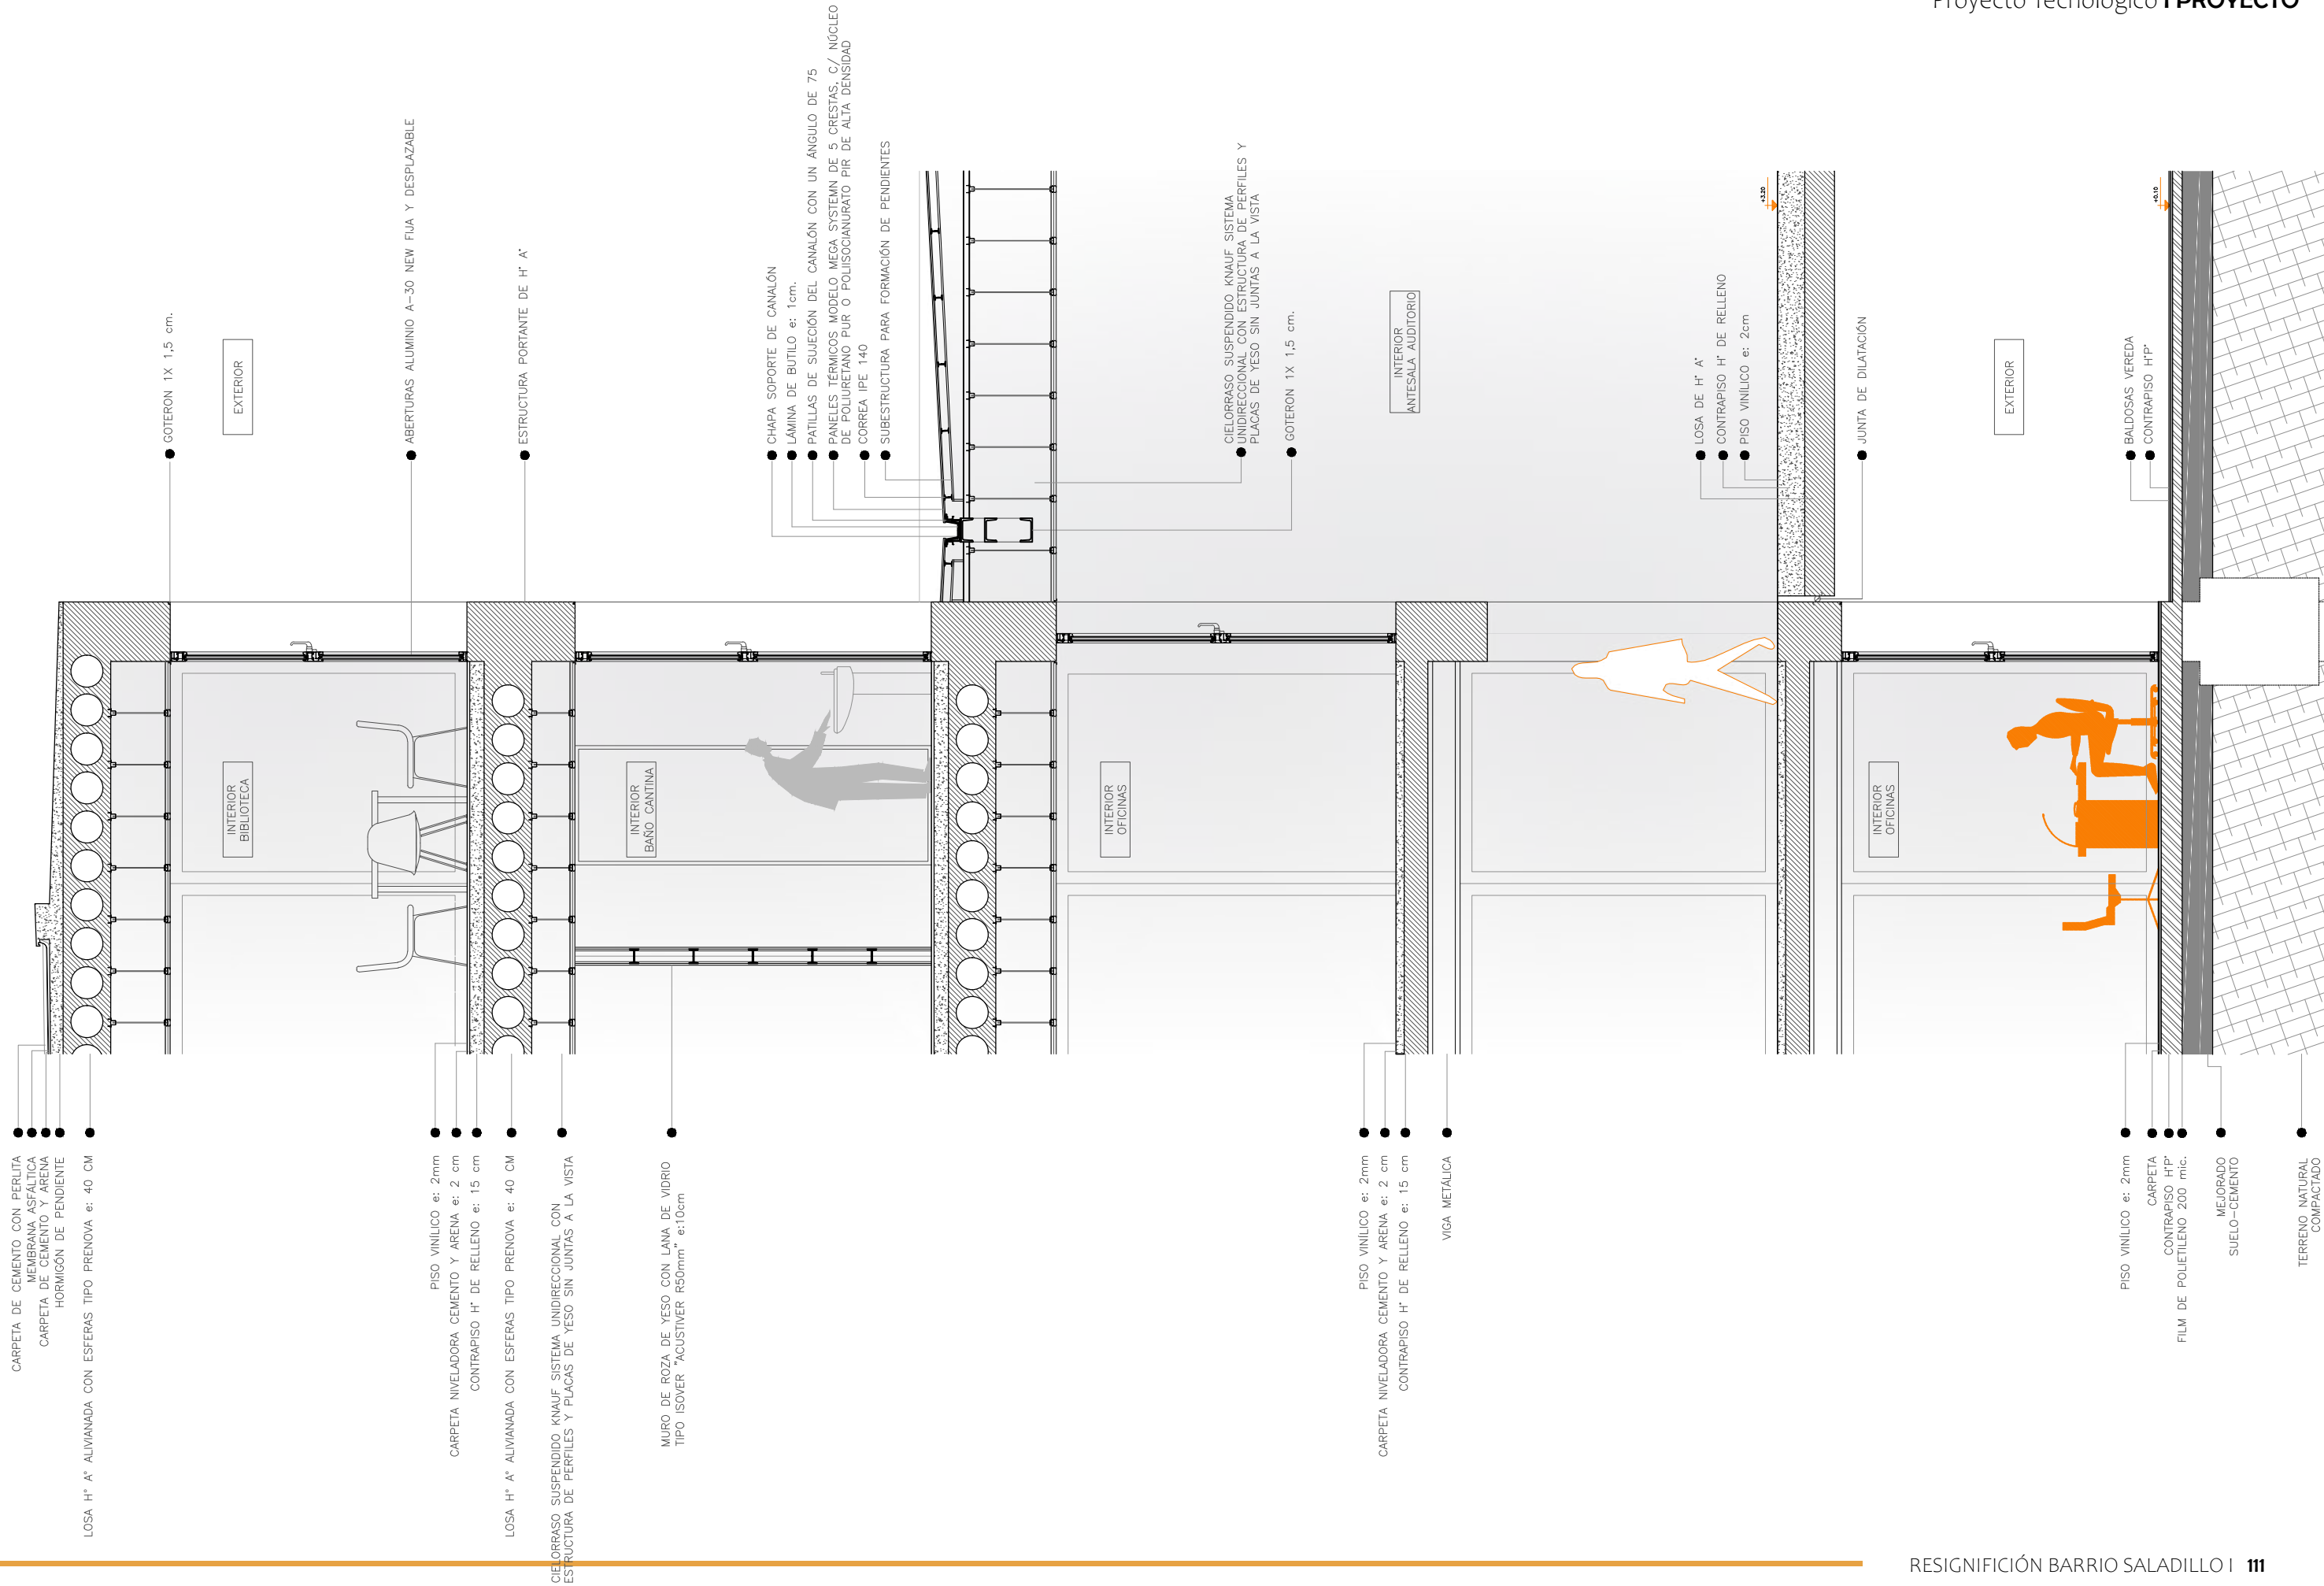 Proyecto Tecnológico I PROYECTO
GOTERON 1X 1,5 cm.
EXTERIOR
ABERTURAS ALUMINIO A-30 NEW FIJA Y DESPLAZABLE
ESTRUCTURA PORTANTE DE H° A°
CHAPA SOPORTE DE CANALÓN
LÁMINA DE BUTILO e: 1cm.
PATILLAS DE SUJECIÓN DEL CANALÓN CON UN ÁNGULO DE 75
PANELES TÉRMICOS MODELO MEGA SYSTEMN DE 5 CRESTAS, C/ NÚCLEO
DE POLIURETANO PUR O POLIISOCIANURATO PIR DE ALTA DENSIDAD
CORREA IPE 140
SUBESTRUCTURA PARA FORMACIÓN DE PENDIENTES
CIELORRASO SUSPENDIDO KNAUF SISTEMA
UNIDIRECCIONAL CON ESTRUCTURA DE PERFILES Y
PLACAS DE YESO SIN JUNTAS A LA VISTA
GOTERON 1X 1,5 cm.
INTERIOR
ANTESALA AUDITORIO
LOSA DE H° A°
CONTRAPISO H° DE RELLENO
PISO VINÍLICO e: 2cm
+3.20
JUNTA DE DILATACIÓN
EXTERIOR
BALDOSAS VEREDA
CONTRAPISO H°P°
+0.10
INTERIOR
BIBLIOTECA
INTERIOR
BAÑO CANTINA
INTERIOR
OFICINAS
INTERIOR
OFICINAS
CARPETA DE CEMENTO CON PERLITA
MEMBRANA ASFÁLTICA
CARPETA DE CEMENTO Y ARENA
HORMIGÓN DE PENDIENTE
LOSA H° A° ALIVIANADA CON ESFERAS TIPO PRENOVA e: 40 CM
PISO VINÍLICO e: 2mm
CARPETA NIVELADORA CEMENTO Y ARENA e: 2 cm
CONTRAPISO H° DE RELLENO e: 15 cm
LOSA H° A° ALIVIANADA CON ESFERAS TIPO PRENOVA e: 40 CM
CIELORRASO SUSPENDIDO KNAUF SISTEMA UNIDIRECCIONAL CON
ESTRUCTURA DE PERFILES Y PLACAS DE YESO SIN JUNTAS A LA VISTA
MURO DE ROZA DE YESO CON LANA DE VIDRIO
TIPO ISOVER "ACUSTIVER R50mm" e:10cm
PISO VINÍLICO e: 2mm
CARPETA NIVELADORA CEMENTO Y ARENA e: 2 cm
CONTRAPISO H° DE RELLENO e: 15 cm
VIGA METÁLICA
PISO VINÍLICO e: 2mm
CARPETA
CONTRAPISO H°P°
FILM DE POLIETILENO 200 mic.
MEJORADO
SUELO-CEMENTO
TERRENO NATURAL
COMPACTADO
RESIGNIFICIÓN BARRIO SALADILLO I 111